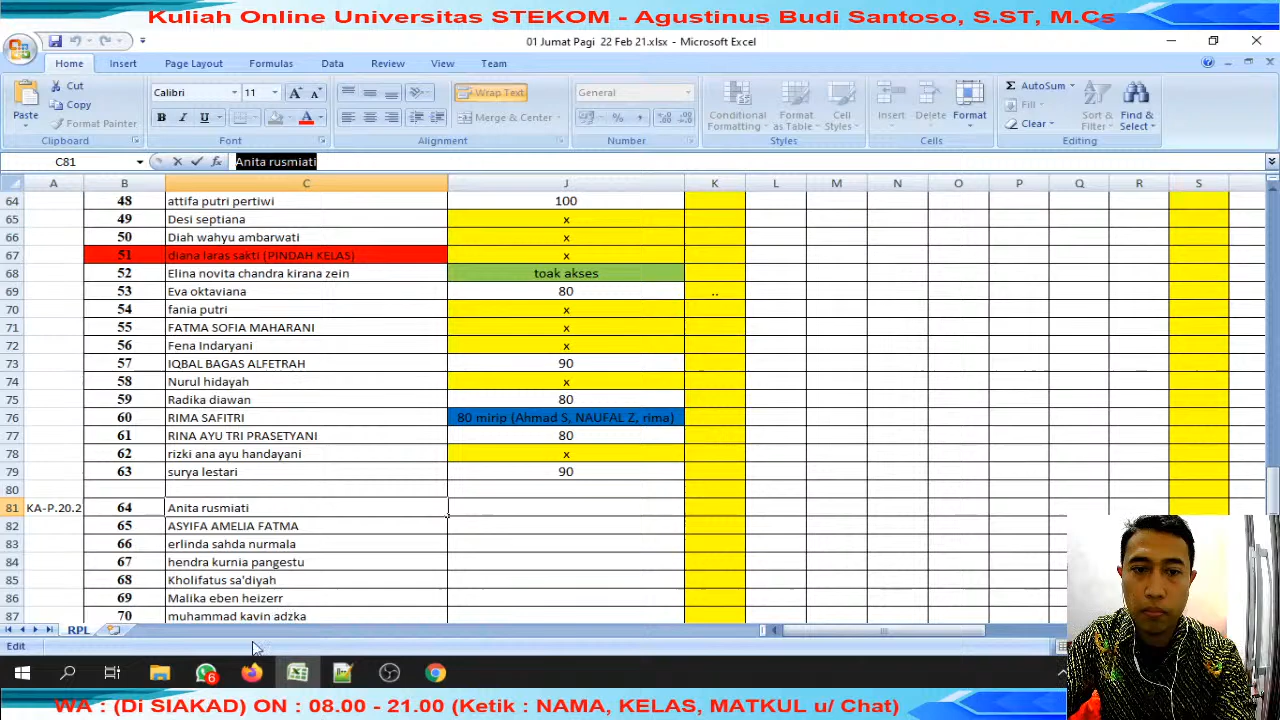 Kuliah Online Universitas STEKOM - Agustinus Budi Santoso, S.ST, M.Cs
01 Jumat Pagi 22 Feb 21.xlsx - Microsoft Excel
Home Insert Page Layout Formulas Data Review View Team
Cut
Copy
Format Painter
Paste
Clipboard
Calibri 11
B I U
Font
Wrap Text
Merge & Center
Alignment
General
Number
Conditional Formatting
Format as Table
Cell Styles
Styles
Insert Delete Format
Cells
AutoSum
Fill
Clear
Sort & Filter
Find & Select
Editing
C81 fx Anita rusmiati
A B C J K L M N O P Q R S
64 48 attifa putri pertiwi 100
65 49 Desi septiana x
66 50 Diah wahyu ambarwati x
67 51 diana laras sakti (PINDAH KELAS) x
68 52 Elina novita chandra kirana zein toak akses
69 53 Eva oktaviana 80 ..
70 54 fania putri x
71 55 FATMA SOFIA MAHARANI x
72 56 Fena Indaryani x
73 57 IQBAL BAGAS ALFETRAH 90
74 58 Nurul hidayah x
75 59 Radika diawan 80
76 60 RIMA SAFITRI 80 mirip (Ahmad S, NAUFAL Z, rima)
77 61 RINA AYU TRI PRASETYANI 80
78 62 rizki ana ayu handayani x
79 63 surya lestari 90
80
81 KA-P.20.2 64 Anita rusmiati
82 65 ASYIFA AMELIA FATMA
83 66 erlinda sahda nurmala
84 67 hendra kurnia pangestu
85 68 Kholifatus sa'diyah
86 69 Malika eben heizerr
87 70 muhammad kavin adzka
RPL
Edit
6
WA : (Di SIAKAD) ON : 08.00 - 21.00 (Ketik : NAMA, KELAS, MATKUL u/ Chat)